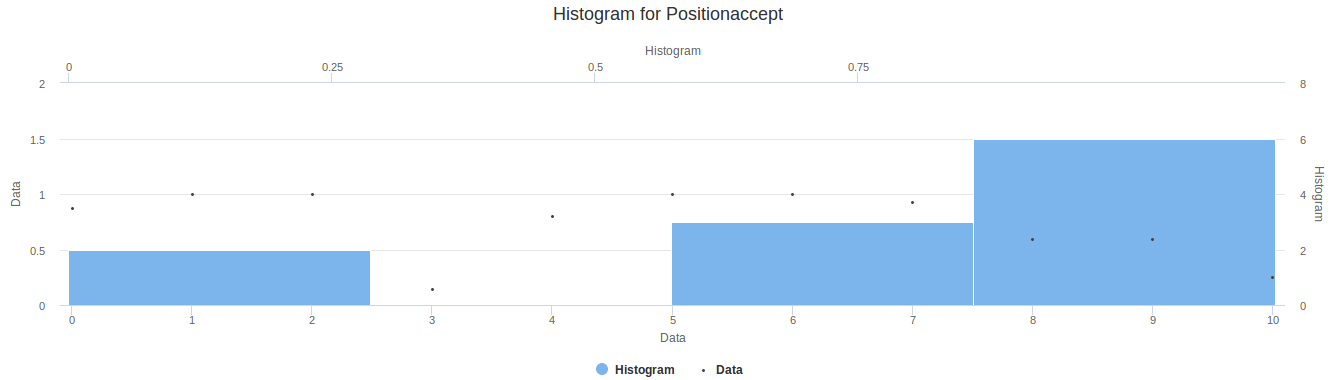 Histogram for Positionaccept
Histogram
0 0.25 0.5 0.75
2 8
1.5 6
1 4
0.5 2
0 0
Data
Histogram
0 1 2 3 4 5 6 7 8 9 10
Data
Histogram Data